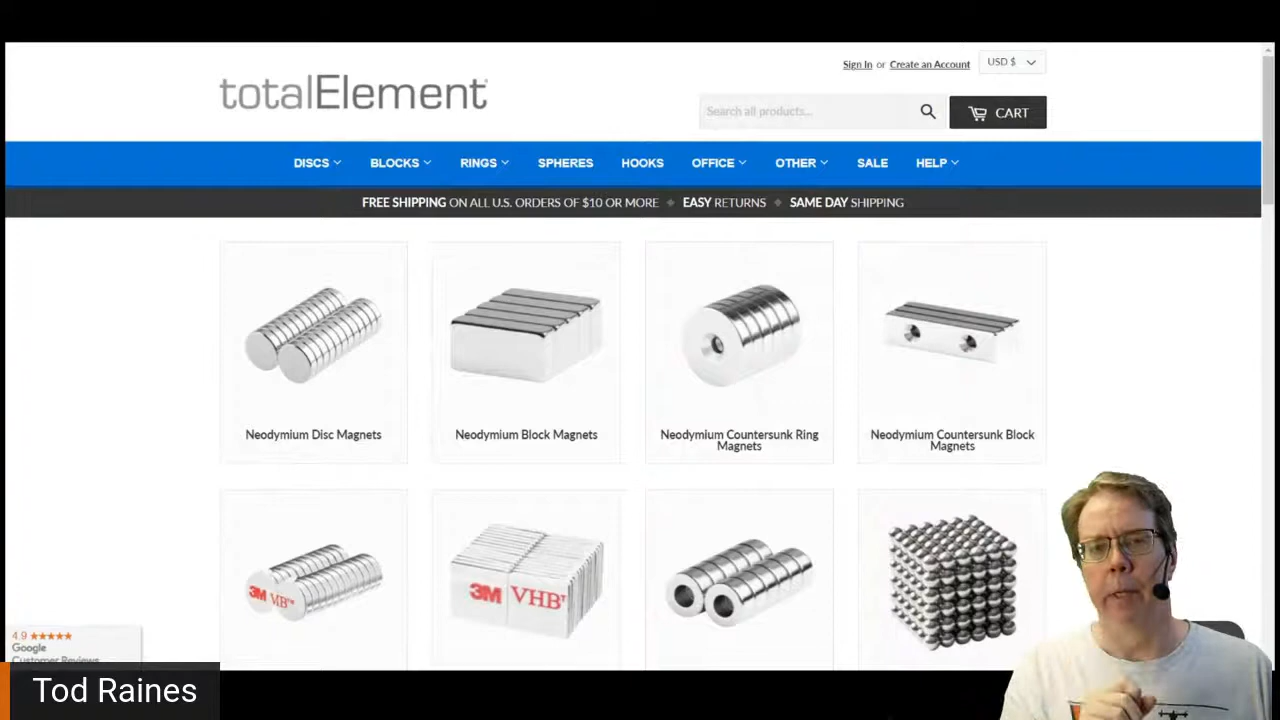 Sign In or Create an Account
USD $
totalElement
Search all products...
CART
DISCS BLOCKS RINGS SPHERES HOOKS OFFICE OTHER SALE HELP
FREE SHIPPING ON ALL U.S. ORDERS OF $10 OR MORE ◆ EASY RETURNS ◆ SAME DAY SHIPPING
Neodymium Disc Magnets
Neodymium Block Magnets
Neodymium Countersunk Ring
Magnets
Neodymium Countersunk Block
Magnets
3M
3M VHB
4.9 ★★★★★
Google
Customer Reviews
Tod Raines